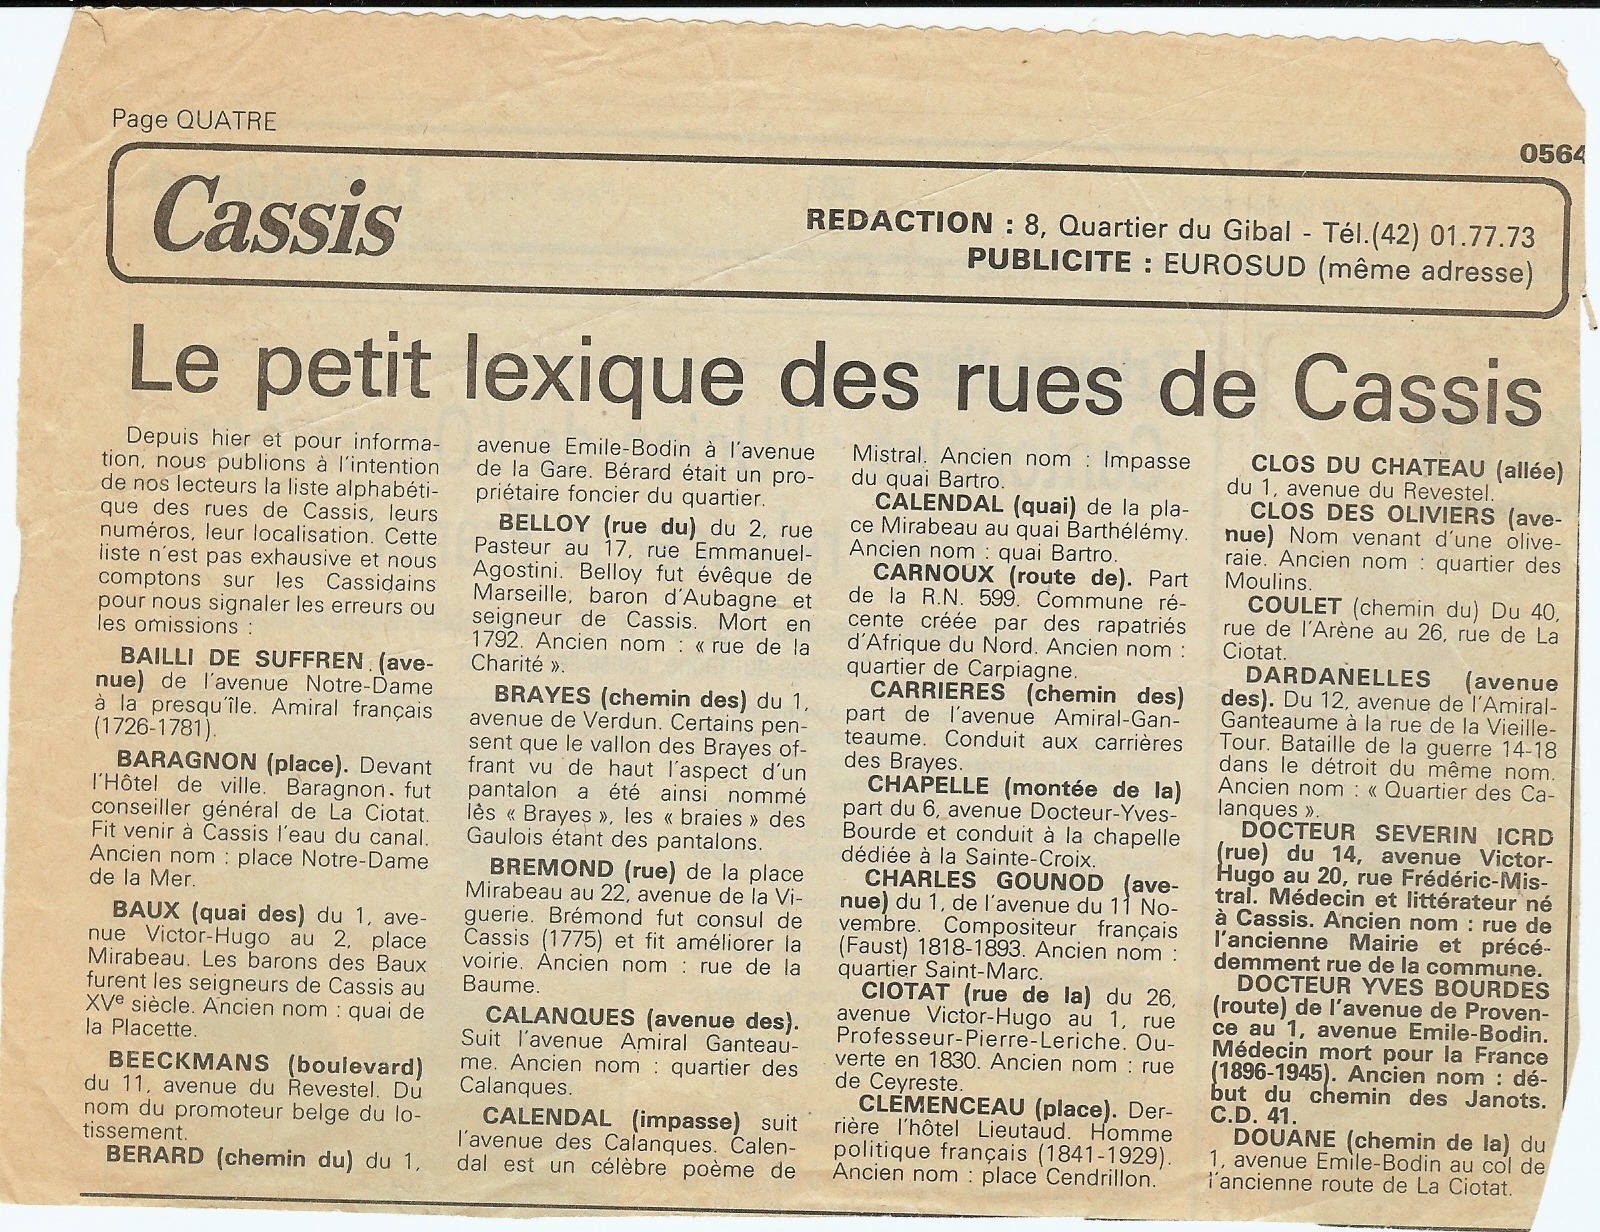 Page QUATRE
0564
Cassis
REDACTION : 8, Quartier du Gibal - Tél.(42) 01.77.73
PUBLICITE : EUROSUD (même adresse)
Le petit lexique des rues de Cassis
Depuis hier et pour informa-
tion, nous publions à l'intention
de nos lecteurs la liste alphabéti-
que des rues de Cassis, leurs
numéros, leur localisation. Cette
liste n'est pas exhausive et nous
comptons sur les Cassidains
pour nous signaler les erreurs ou
les omissions :
BAILLI DE SUFFREN (ave-
nue) de l'avenue Notre-Dame
à la presqu'île. Amiral français
(1726-1781).
BARAGNON (place). Devant
l'Hôtel de ville. Baragnon fut
conseiller général de La Ciotat.
Fit venir à Cassis l'eau du canal.
Ancien nom : place Notre-Dame
de la Mer.
BAUX (quai des) du 1, ave-
nue Victor-Hugo au 2, place
Mirabeau. Les barons des Baux
furent les seigneurs de Cassis au
XVe siècle. Ancien nom : quai de
la Placette.
BEECKMANS (boulevard)
du 11, avenue du Revestel. Du
nom du promoteur belge du lo-
tissement.
BERARD (chemin du) du 1,
avenue Emile-Bodin à l'avenue
de la Gare. Bérard était un pro-
priétaire foncier du quartier.
BELLOY (rue du) du 2, rue
Pasteur au 17, rue Emmanuel-
Agostini. Belloy fut évêque de
Marseille, baron d'Aubagne et
seigneur de Cassis. Mort en
1792. Ancien nom : « rue de la
Charité ».
BRAYES (chemin des) du 1,
avenue de Verdun. Certains pen-
sent que le vallon des Brayes of-
frant vu de haut l'aspect d'un
pantalon a été ainsi nommé
lès « Brayes », les « braies » des
Gaulois étant des pantalons.
BREMOND (rue) de la place
Mirabeau au 22, avenue de la Vi-
guerie. Brémond fut consul de
Cassis (1775) et fit améliorer la
voirie. Ancien nom : rue de la
Baume.
CALANQUES (avenue des).
Suit l'avenue Amiral Ganteau-
me. Ancien nom : quartier des
Calanques.
CALENDAL (impasse) suit
l'avenue des Calanques. Calen-
dal est un célèbre poème de
Mistral. Ancien nom : Impasse
du quai Bartro.
CALENDAL (quai) de la pla-
ce Mirabeau au quai Barthélémy.
Ancien nom : quai Bartro.
CARNOUX (route de). Part
de la R.N. 599. Commune ré-
cente créée par des rapatriés
d'Afrique du Nord. Ancien nom :
quartier de Carpiagne.
CARRIERES (chemin des)
part de l'avenue Amiral-Gan-
teaume. Conduit aux carrières
des Brayes.
CHAPELLE (montée de la)
part du 6, avenue Docteur-Yves-
Bourde et conduit à la chapelle
dédiée à la Sainte-Croix.
CHARLES GOUNOD (ave-
nue) du 1, de l'avenue du 11 No-
vembre. Compositeur français
(Faust) 1818-1893. Ancien nom :
quartier Saint-Marc.
CIOTAT (rue de la) du 26,
avenue Victor-Hugo au 1, rue
Professeur-Pierre-Leriche. Ou-
verte en 1830. Ancien nom : rue
de Ceyreste.
CLEMENCEAU (place). Der-
rière l'hôtel Lieutaud. Homme
politique français (1841-1929).
Ancien nom : place Cendrillon.
CLOS DU CHATEAU (allée)
du 1, avenue du Revestel.
CLOS DES OLIVIERS (ave-
nue) Nom venant d'une olive-
raie. Ancien nom : quartier des
Moulins.
COULET (chemin du) Du 40,
rue de l'Arène au 26, rue de La
Ciotat.
DARDANELLES (avenue
des). Du 12, avenue de l'Amiral-
Ganteaume à la rue de la Vieille-
Tour. Bataille de la guerre 14-18
dans le détroit du même nom.
Ancien nom : « Quartier des Ca-
lanques ».
DOCTEUR SEVERIN ICRD
(rue) du 14, avenue Victor-
Hugo au 20, rue Frédéric-Mis-
tral. Médecin et littérateur né
à Cassis. Ancien nom : rue de
l'ancienne Mairie et précé-
demment rue de la commune.
DOCTEUR YVES BOURDES
(route) de l'avenue de Proven-
ce au 1, avenue Emile-Bodin.
Médecin mort pour la France
(1896-1945). Ancien nom : dé-
but du chemin des Janots.
C.D. 41.
DOUANE (chemin de la) du
1, avenue Emile-Bodin au col de
l'ancienne route de La Ciotat.